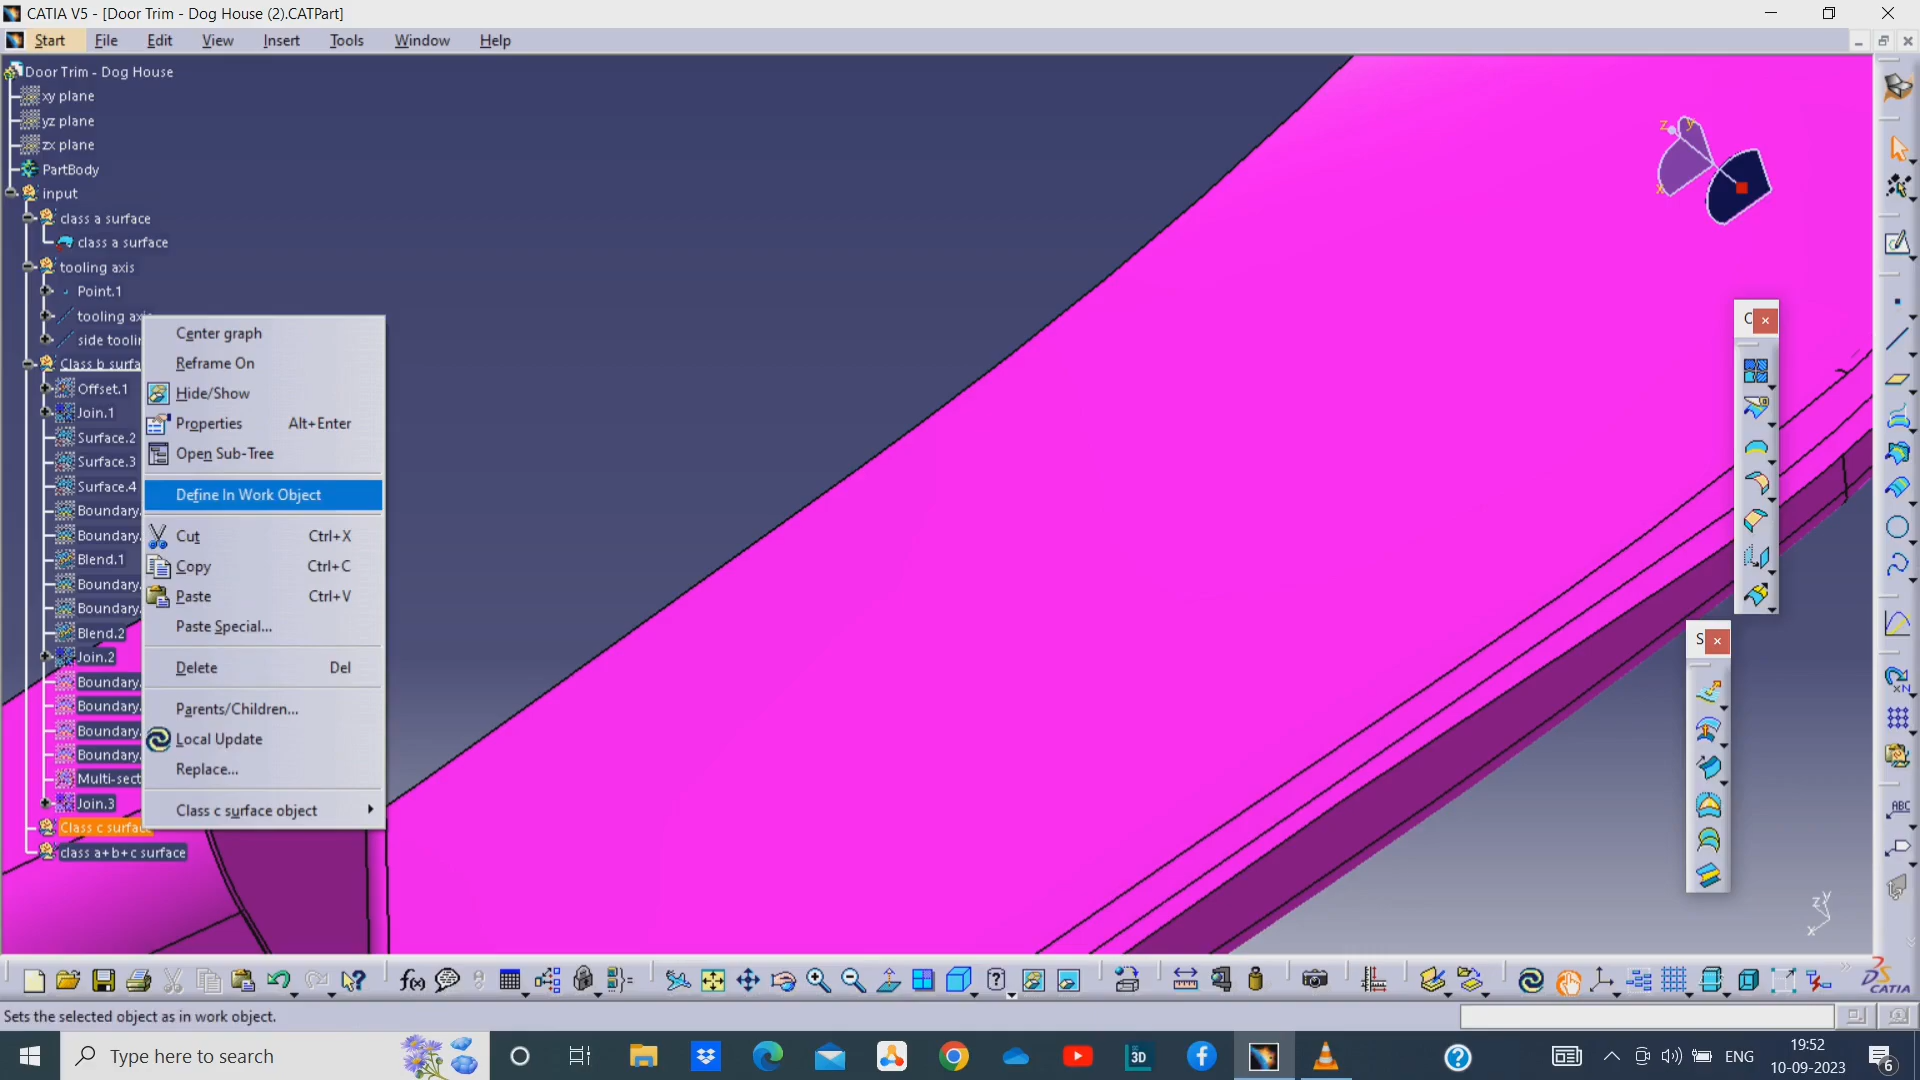 CATIA V5 - [Door Trim - Dog House (2).CATPart]
Start File Edit View Insert Tools Window Help
Door Trim - Dog House
xy plane
yz plane
zx plane
PartBody
input
class a surface
class a surface
tooling axis
Point.1
tooling axis
side toolin
Class b surfa
Offset.1
Join.1
Surface.2
Surface.3
Surface.4
Boundary.
Boundary.
Blend.1
Boundary.
Boundary.
Blend.2
Join.2
Boundary.
Boundary.
Boundary.
Boundary.
Multi-sect
Join.3
Class c surface
class a+b+c surface
Center graph
Reframe On
Hide/Show
Properties Alt+Enter
Open Sub-Tree
Define In Work Object
Cut Ctrl+X
Copy Ctrl+C
Paste Ctrl+V
Paste Special...
Delete Del
Parents/Children...
Local Update
Replace...
Class c surface object
z y
x
C
S
ABC
z y
x
f(x)
CATIA
Sets the selected object as in work object.
Type here to search
3D
ENG
19:52
10-09-2023
6